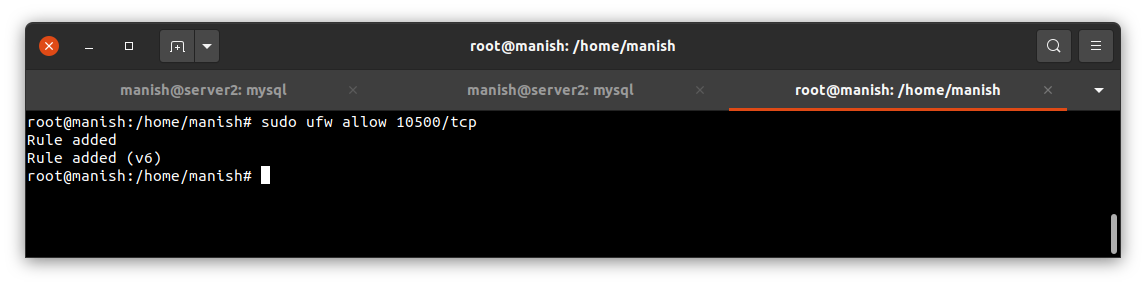 root@manish: /home/manish
manish@server2: mysql
manish@server2: mysql
root@manish: /home/manish
root@manish:/home/manish# sudo ufw allow 10500/tcp
Rule added
Rule added (v6)
root@manish:/home/manish#